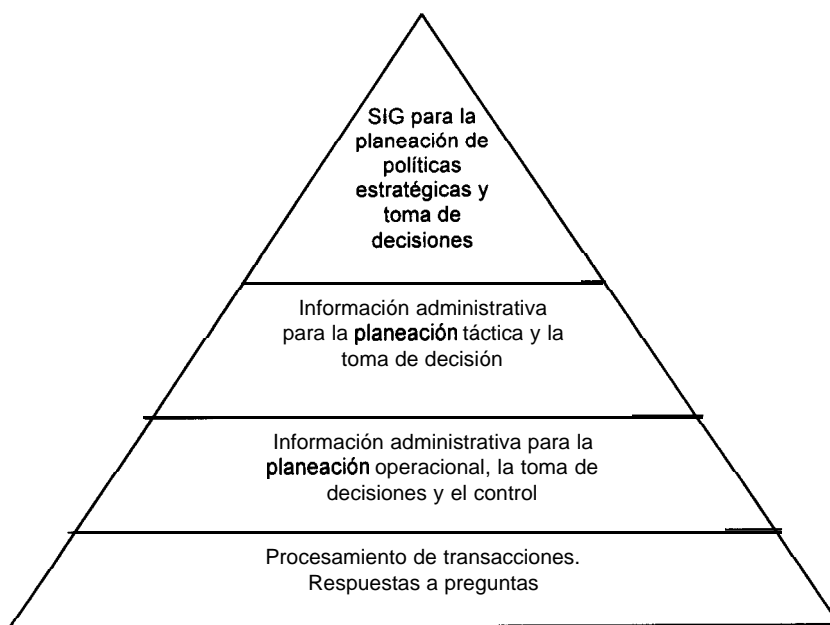 SIG para la
planeación de
políticas
estratégicas y
toma de
decisiones
Información administrativa
para la planeación táctica y la
toma de decisión
Información administrativa para la
planeación operacional, la toma de
decisiones y el control
Procesamiento de transacciones.
Respuestas a preguntas